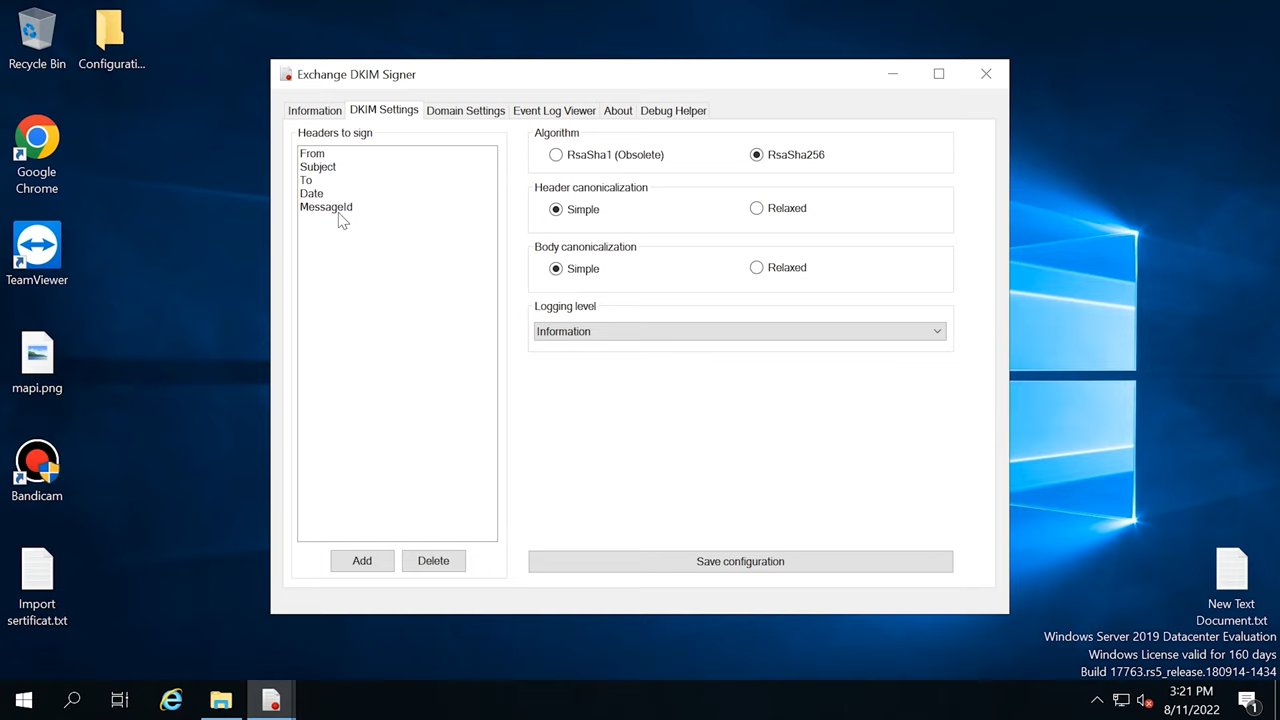 Recycle Bin
Configurati...
Google
Chrome
TeamViewer
mapi.png
Bandicam
Import
sertificat.txt
Exchange DKIM Signer
Information
DKIM Settings
Domain Settings
Event Log Viewer
About
Debug Helper
Headers to sign
From
Subject
To
Date
MessageId
Add
Delete
Algorithm
RsaSha1 (Obsolete)
RsaSha256
Header canonicalization
Simple
Relaxed
Body canonicalization
Simple
Relaxed
Logging level
Information
Save configuration
New Text
Document.txt
Windows Server 2019 Datacenter Evaluation
Windows License valid for 160 days
Build 17763.rs5_release.180914-1434
3:21 PM
8/11/2022
1